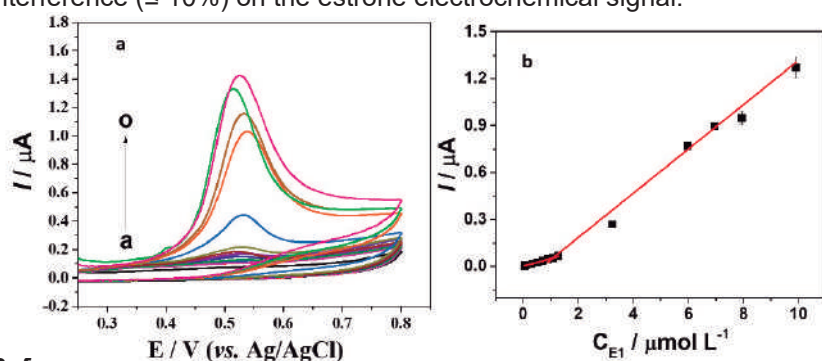 nterference (≤ 10%) on the estrone electrochemical signal.
a
b
o
a
1.8
1.6
1.4
1.2
1.0
0.8
0.6
0.4
0.2
0.0
-0.2
I / μA
0.3 0.4 0.5 0.6 0.7 0.8
E / V (vs. Ag/AgCl)
1.5
1.2
0.9
0.6
0.3
0.0
I / μA
0 2 4 6 8 10
C_E1 / μmol L⁻¹